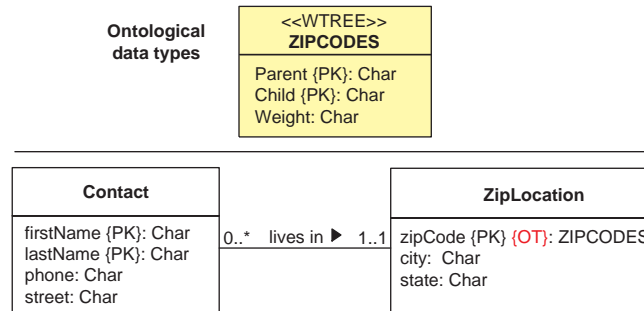 Ontological
data types
<<WTREE>>
ZIPCODES
Parent {PK}: Char
Child {PK}: Char
Weight: Char
Contact
firstName {PK}: Char
lastName {PK}: Char
phone: Char
street: Char
0..* lives in ▶ 1..1
ZipLocation
zipCode {PK} {OT}: ZIPCODES
city: Char
state: Char